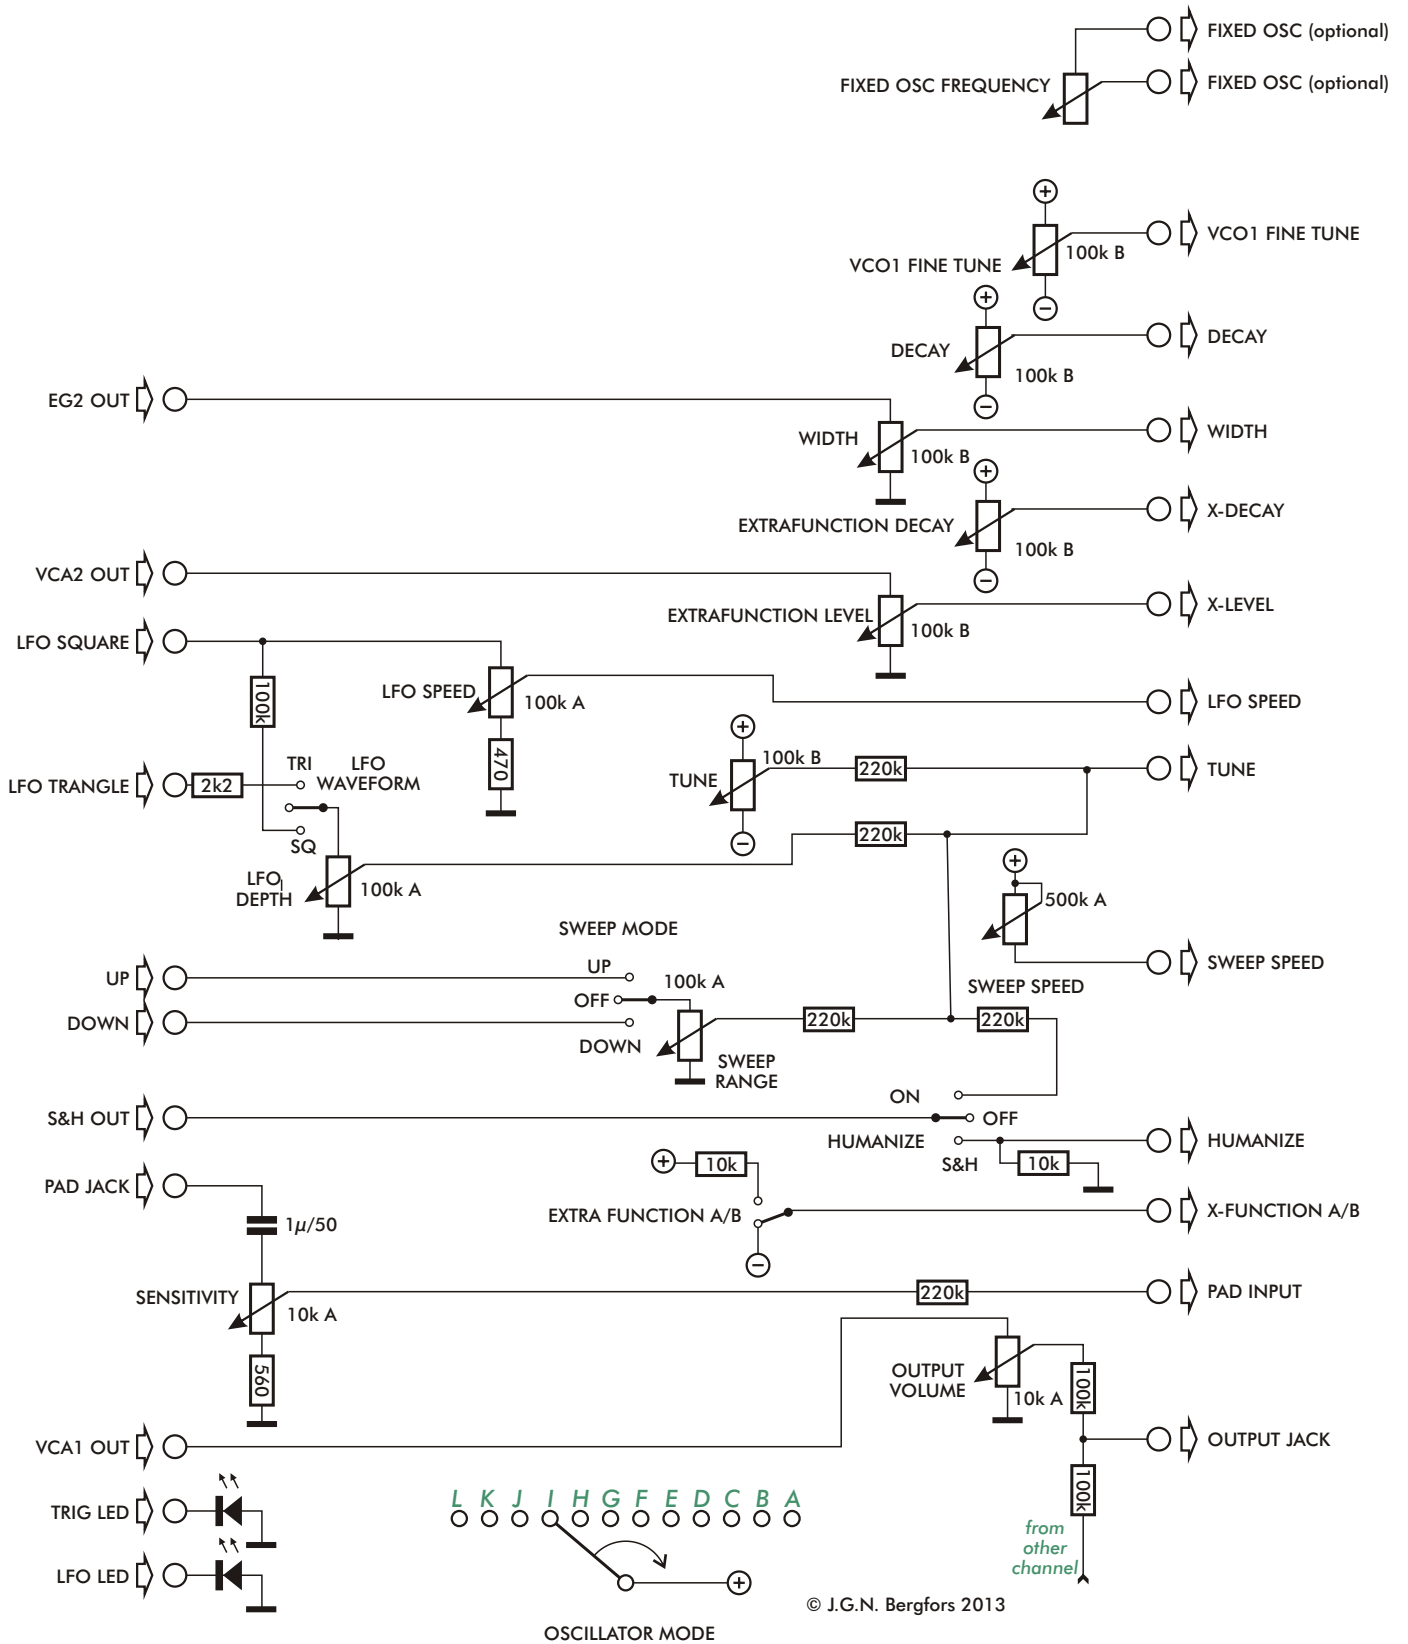 FIXED OSC (optional)
FIXED OSC FREQUENCY
FIXED OSC (optional)
+
VCO1 FINE TUNE
100k B
VCO1 FINE TUNE
−
+
DECAY
DECAY
100k B
−
EG2 OUT
WIDTH
WIDTH
100k B
+
X-DECAY
EXTRAFUNCTION DECAY
100k B
−
VCA2 OUT
X-LEVEL
EXTRAFUNCTION LEVEL
100k B
LFO SQUARE
100k
LFO SPEED
100k A
LFO SPEED
+
470
100k B
TUNE
220k
TUNE
−
LFO TRANGLE
2k2
TRI
LFO
WAVEFORM
SQ
220k
LFO
DEPTH
100k A
+
500k A
SWEEP MODE
SWEEP SPEED
SWEEP SPEED
UP
UP
100k A
OFF
DOWN
DOWN
220k
220k
SWEEP
RANGE
ON
S&H OUT
OFF
HUMANIZE
HUMANIZE
S&H
10k
+
10k
PAD JACK
1µ/50
EXTRA FUNCTION A/B
X-FUNCTION A/B
−
SENSITIVITY
10k A
220k
PAD INPUT
560
OUTPUT
VOLUME
10k A
100k
VCA1 OUT
OUTPUT JACK
100k
TRIG LED
L K J I H G F E D C B A
from
other
channel
LFO LED
+
© J.G.N. Bergfors 2013
OSCILLATOR MODE